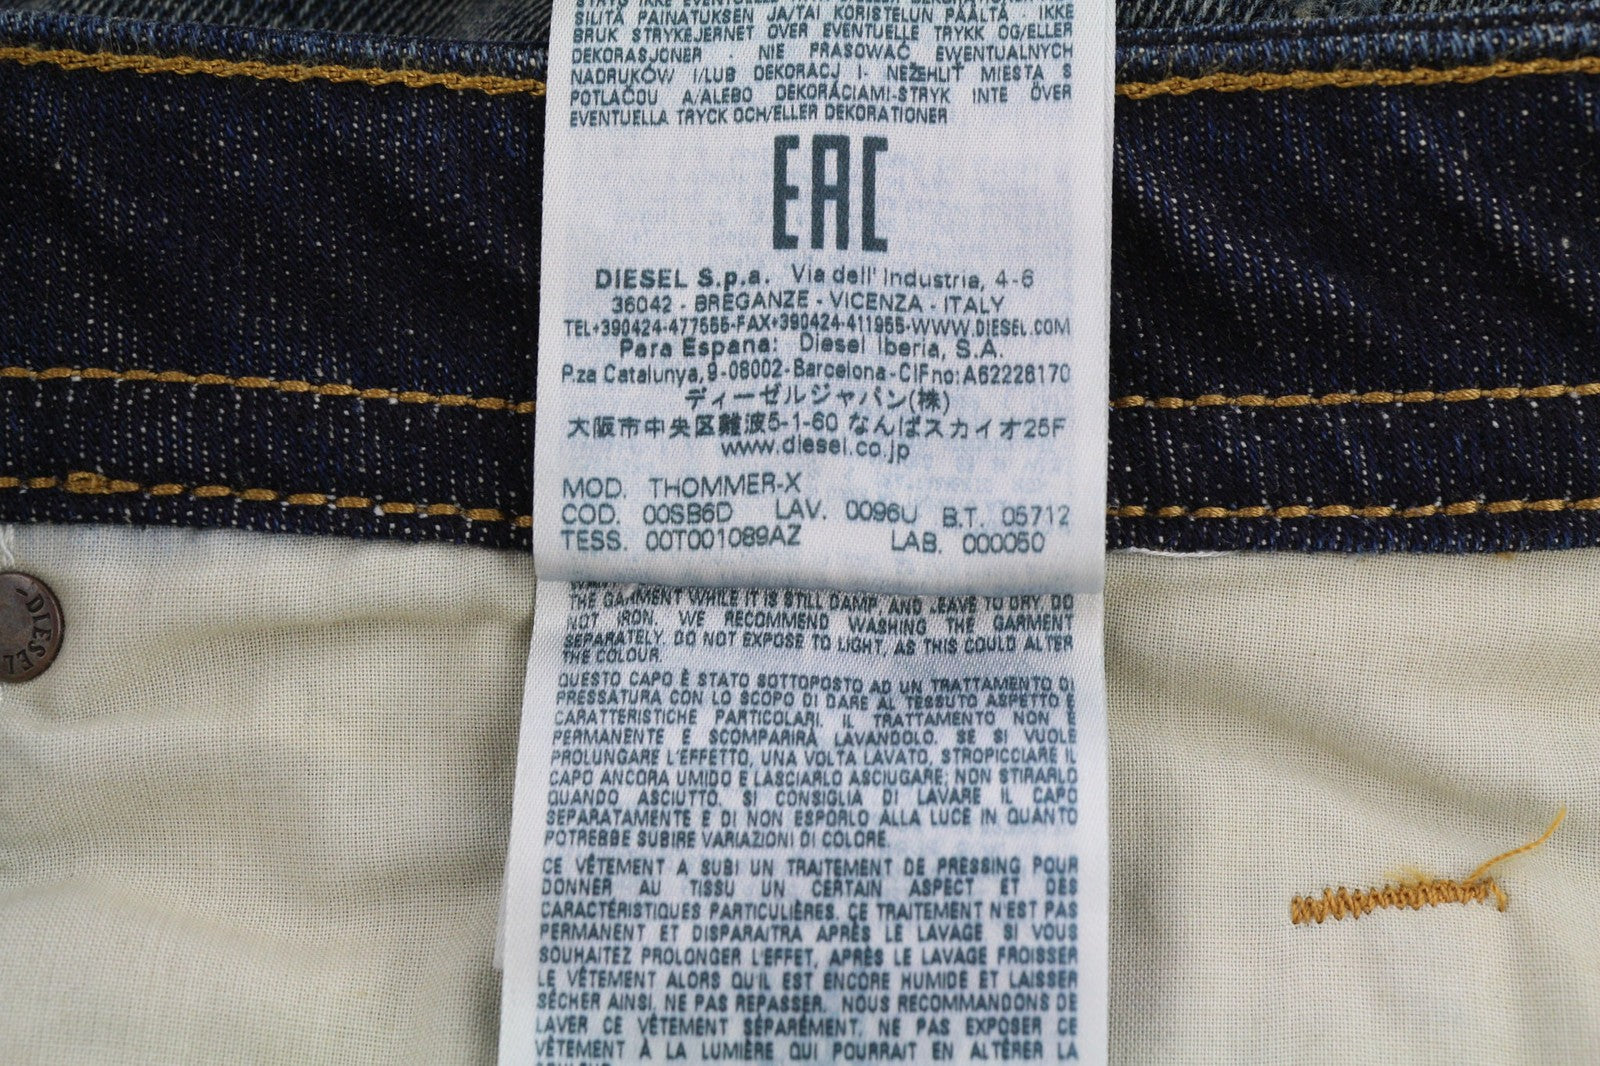 SILITÄ PAINATUKSEN JA/TAI KORISTELUN PÄÄLTÄ - IKKE
BRUK STRYKEJERNET OVER EVENTUELLE TRYKK OG/ELLER
DEKORASJONER - NIE PRASOWAĆ EWENTUALNYCH
NADRUKÓW I/LUB DEKORACJ I- NEŽEHLIT MIESTA S
POTLAČOU A/ALEBO DEKORÁCIAMI-STRYK INTE ÖVER
EVENTUELLA TRYCK OCH/ELLER DEKORATIONER
EAC
DIESEL S.p.a. Via dell' Industria, 4-6
36042 - BREGANZE - VICENZA - ITALY
TEL+390424-477555-FAX+390424-411955-WWW.DIESEL.COM
Para Espana: Diesel Iberia, S.A.
P.za Catalunya, 9-08002-Barcelona-CIFno:A62226170
ディーゼルジャパン(株)
大阪市中央区難波5-1-60 なんばスカイオ25F
www.diesel.co.jp
MOD. THOMMER-X
COD. 00SB6D LAV. 0096U B.T. 05712
TESS. 00T001089AZ LAB. 000050
THE GARMENT WHILE IT IS STILL DAMP, AND LEAVE TO DRY, DO
NOT IRON. WE RECOMMEND WASHING THE GARMENT
SEPARATELY. DO NOT EXPOSE TO LIGHT, AS THIS COULD ALTER
THE COLOUR.
QUESTO CAPO È STATO SOTTOPOSTO AD UN TRATTAMENTO DI
PRESSATURA CON LO SCOPO DI DARE AL TESSUTO ASPETTO E
CARATTERISTICHE PARTICOLARI. IL TRATTAMENTO NON È
PERMANENTE E SCOMPARIRÀ LAVANDOLO. SE SI VUOLE
PROLUNGARE L'EFFETTO, UNA VOLTA LAVATO, STROPICCIARE IL
CAPO ANCORA UMIDO E LASCIARLO ASCIUGARE; NON STIRARLO
QUANDO ASCIUTTO. SI CONSIGLIA DI LAVARE IL CAPO
SEPARATAMENTE E DI NON ESPORLO ALLA LUCE IN QUANTO
POTREBBE SUBIRE VARIAZIONI DI COLORE.
CE VÊTEMENT A SUBI UN TRAITEMENT DE PRESSING POUR
DONNER AU TISSU UN CERTAIN ASPECT ET DES
CARACTÉRISTIQUES PARTICULIÈRES. CE TRAITEMENT N'EST PAS
PERMANENT ET DISPARAITRA APRÈS LE LAVAGE SI VOUS
SOUHAITEZ PROLONGER L'EFFET, APRÈS LE LAVAGE FROISSER
LE VÊTEMENT ALORS QU'IL EST ENCORE HUMIDE ET LAISSER
SÉCHER AINSI, NE PAS REPASSER. NOUS RECOMMANDONS DE
LAVER CE VÊTEMENT SÉPARÉMENT. NE PAS EXPOSER CE
VÊTEMENT À LA LUMIÈRE QUI POURRAIT EN ALTÉRER LA
-DIESEL